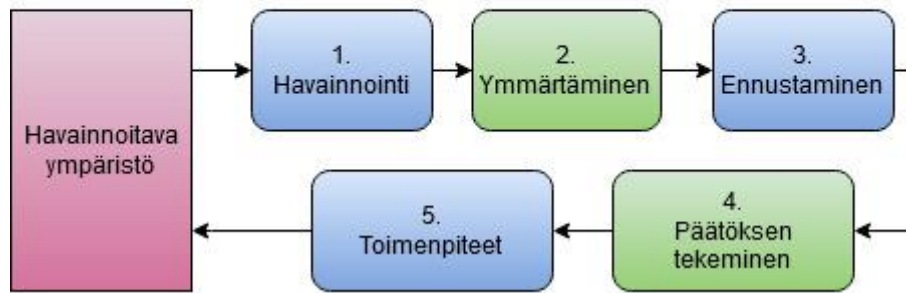 Havainnoitava
ympäristö
1.
Havainnointi
2.
Ymmärtäminen
3.
Ennustaminen
4.
Päätöksen
tekeminen
5.
Toimenpiteet